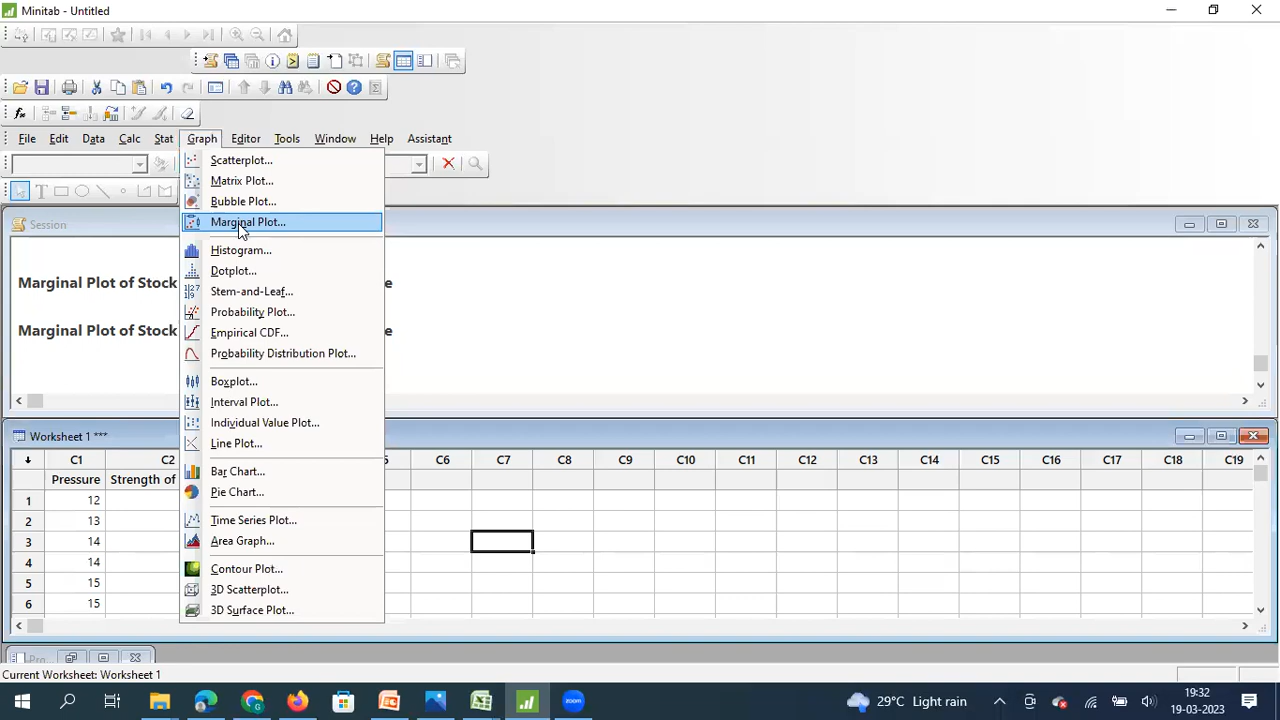 Minitab - Untitled
File Edit Data Calc Stat Graph Editor Tools Window Help Assistant
Scatterplot...
Matrix Plot...
Bubble Plot...
Marginal Plot...
Histogram...
Dotplot...
Stem-and-Leaf...
Probability Plot...
Empirical CDF...
Probability Distribution Plot...
Boxplot...
Interval Plot...
Individual Value Plot...
Line Plot...
Bar Chart...
Pie Chart...
Time Series Plot...
Area Graph...
Contour Plot...
3D Scatterplot...
3D Surface Plot...
Session
Marginal Plot of Stock
Marginal Plot of Stock
Worksheet 1 ***
C1 C2 C6 C7 C8 C9 C10 C11 C12 C13 C14 C15 C16 C17 C18 C19
Pressure Strength of
1 12
2 13
3 14
4 14
5 15
6 15
Current Worksheet: Worksheet 1
29°C Light rain
19:32
19-03-2023